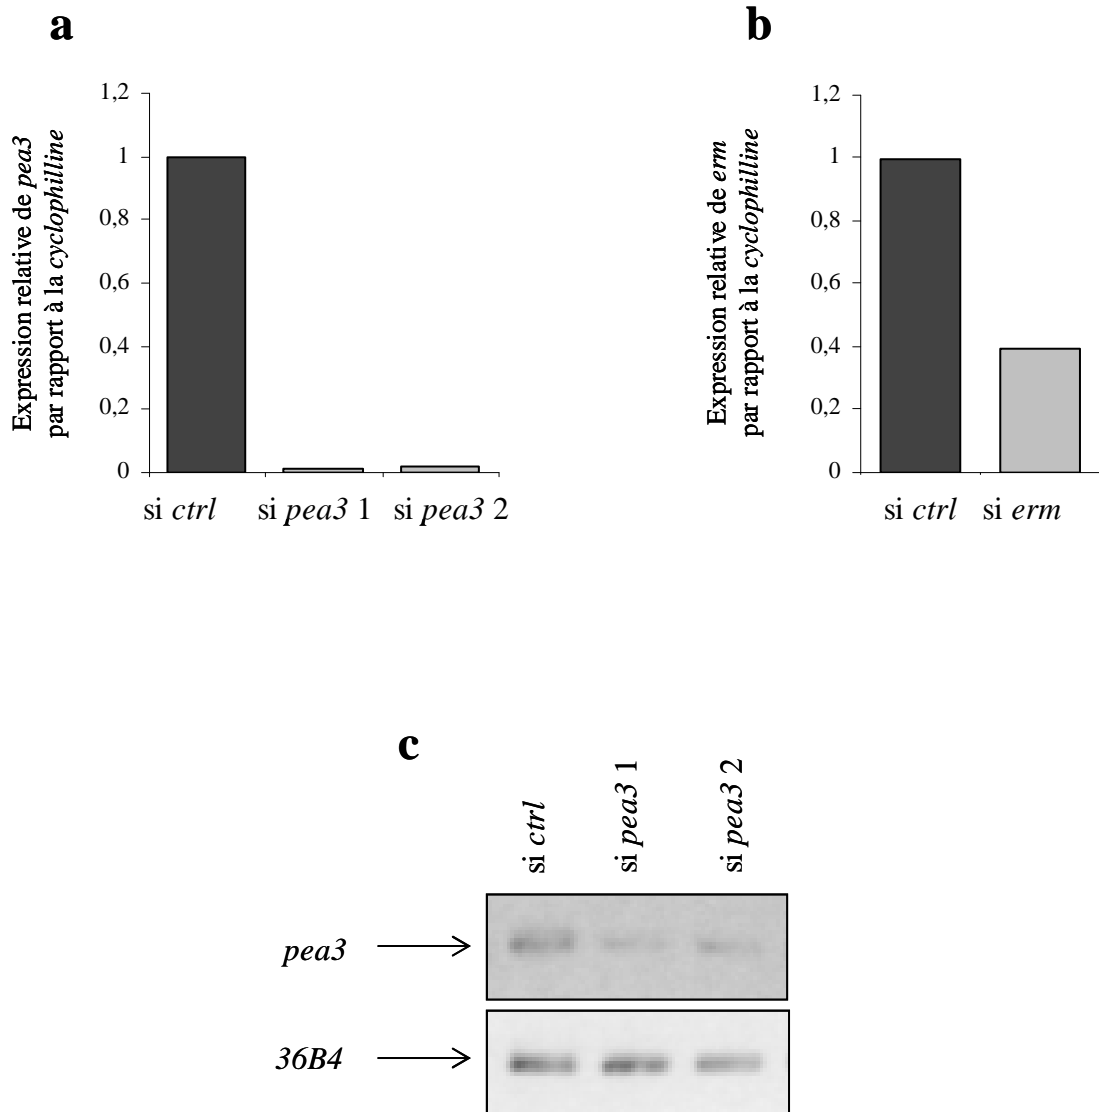 a
Expression relative de pea3
par rapport à la cyclophilline
1,2
1
0,8
0,6
0,4
0,2
0
si ctrl
si pea3 1
si pea3 2
b
Expression relative de erm
par rapport à la cyclophilline
1,2
1
0,8
0,6
0,4
0,2
0
si ctrl
si erm
c
si ctrl
si pea3 1
si pea3 2
pea3
36B4